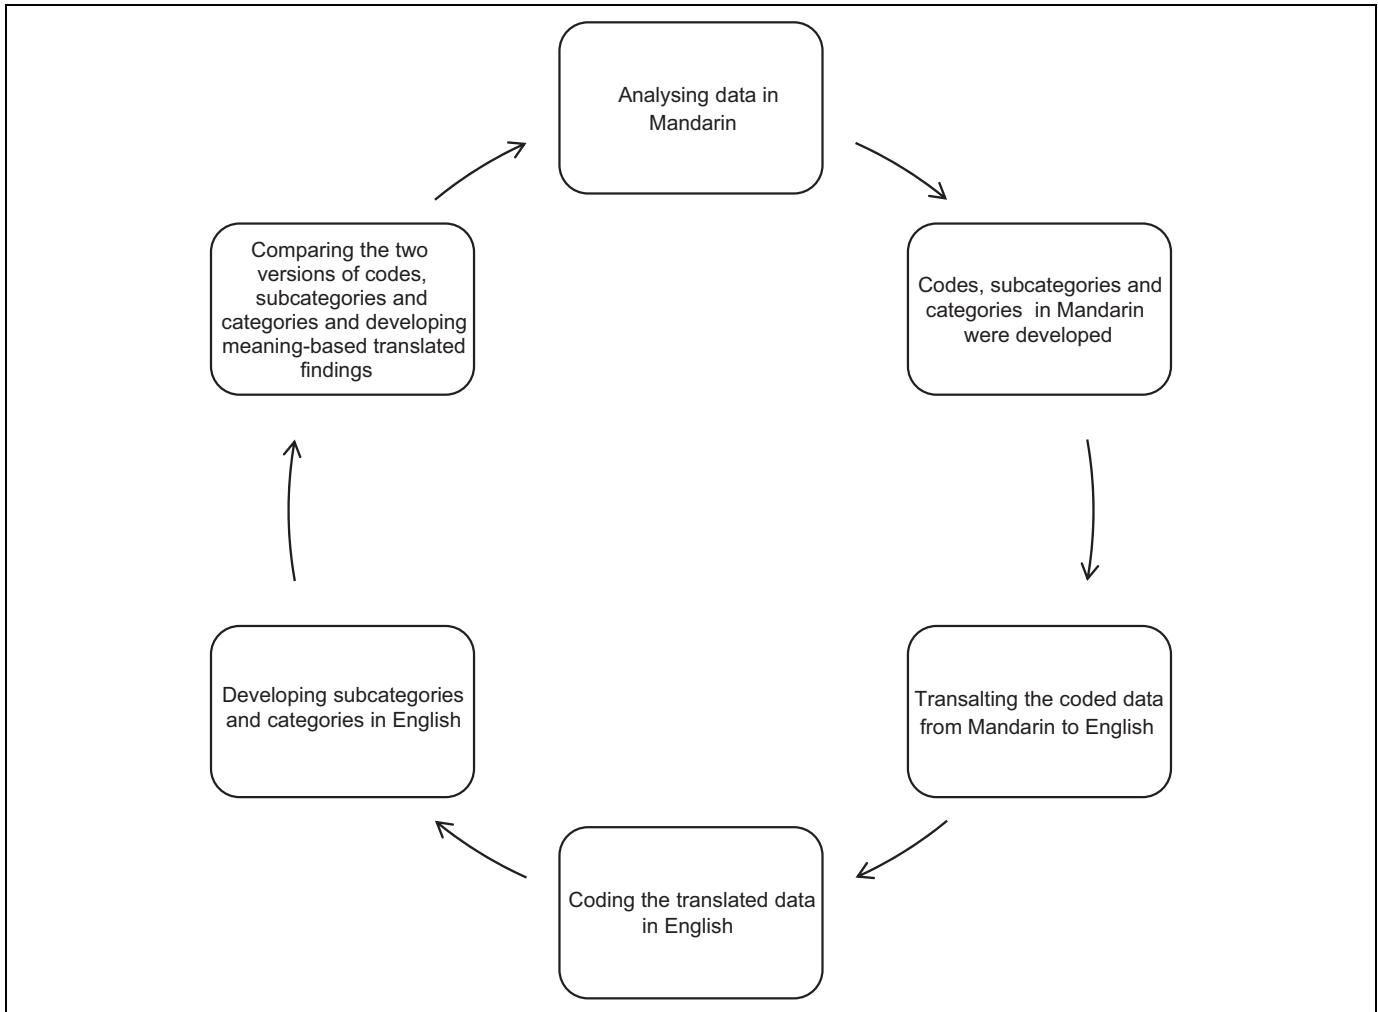 Analysing data in
Mandarin
Codes, subcategories and
categories in Mandarin
were developed
Transalting the coded data
from Mandarin to English
Coding the translated data
in English
Developing subcategories
and categories in English
Comparing the two
versions of codes,
subcategories and
categories and developing
meaning-based translated
findings